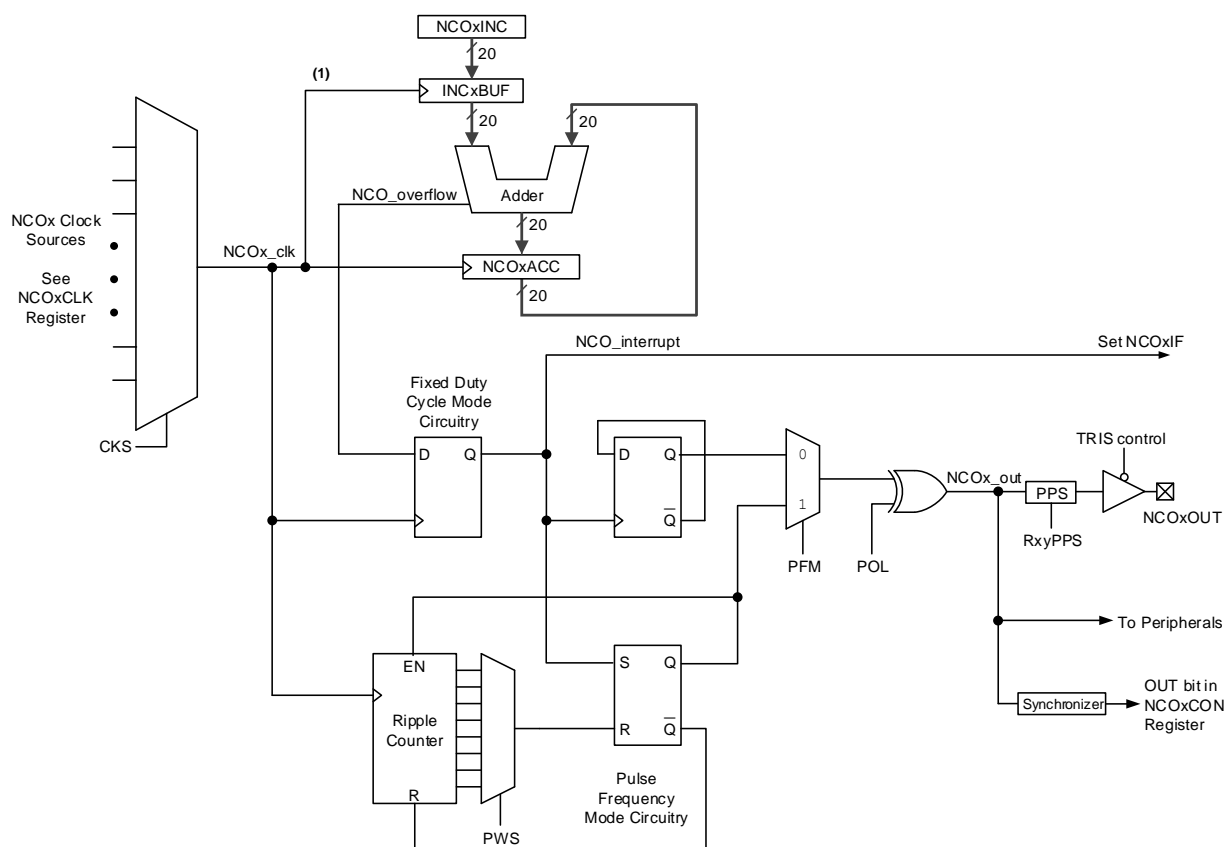 NCOxINC
20
(1)
INCxBUF
20
20
NCO_overflow
Adder
20
NCOx Clock
Sources
See
NCOxCLK
Register
NCOx_clk
NCOxACC
20
NCO_interrupt
Set NCOxIF
Fixed Duty
Cycle Mode
Circuitry
CKS
D
Q
D
Q
Q
0
1
TRIS control
NCOx_out
PPS
NCOxOUT
RxyPPS
PFM
POL
To Peripherals
EN
S
Q
Ripple
Counter
R
Q
R
OUT bit in
NCOxCON
Register
Synchronizer
Pulse
Frequency
Mode Circuitry
PWS